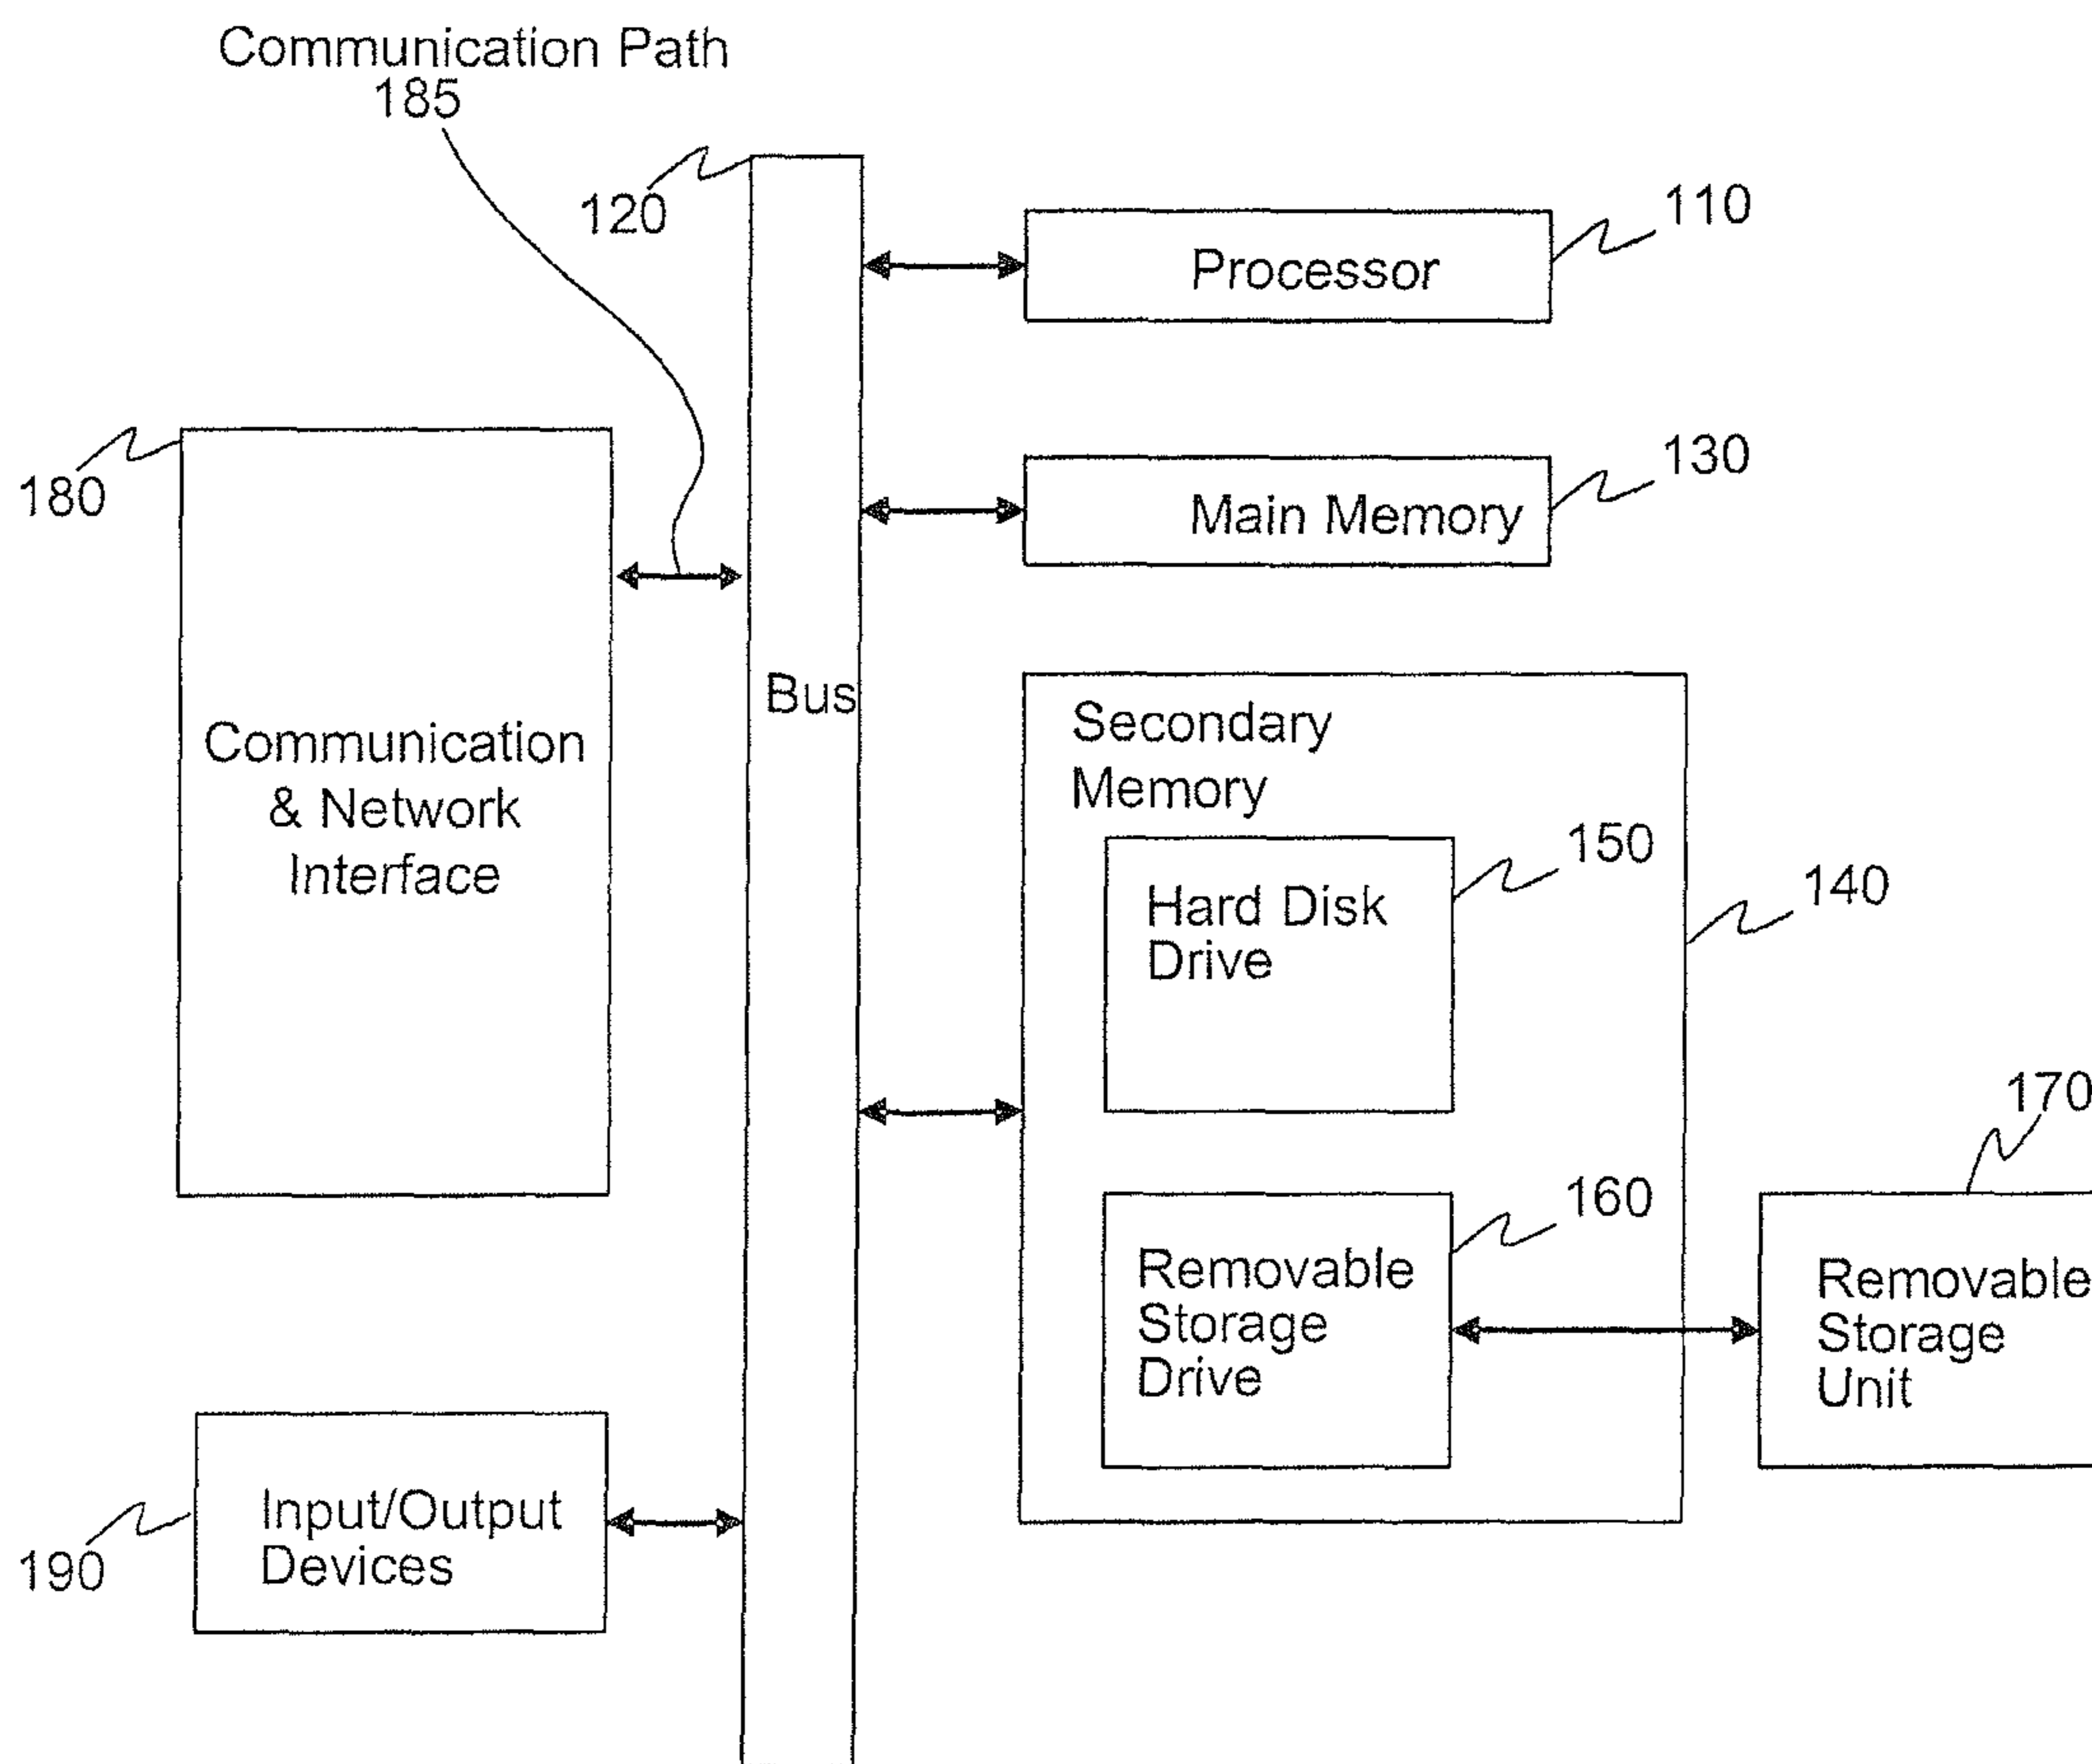 Communication Path
185
120
110
Processor
180
130
Main Memory
Bus
Secondary
Memory
Communication
& Network
Interface
150
140
Hard Disk
Drive
170
160
Removable
Storage
Drive
Removable
Storage
Unit
Input/Output
Devices
190